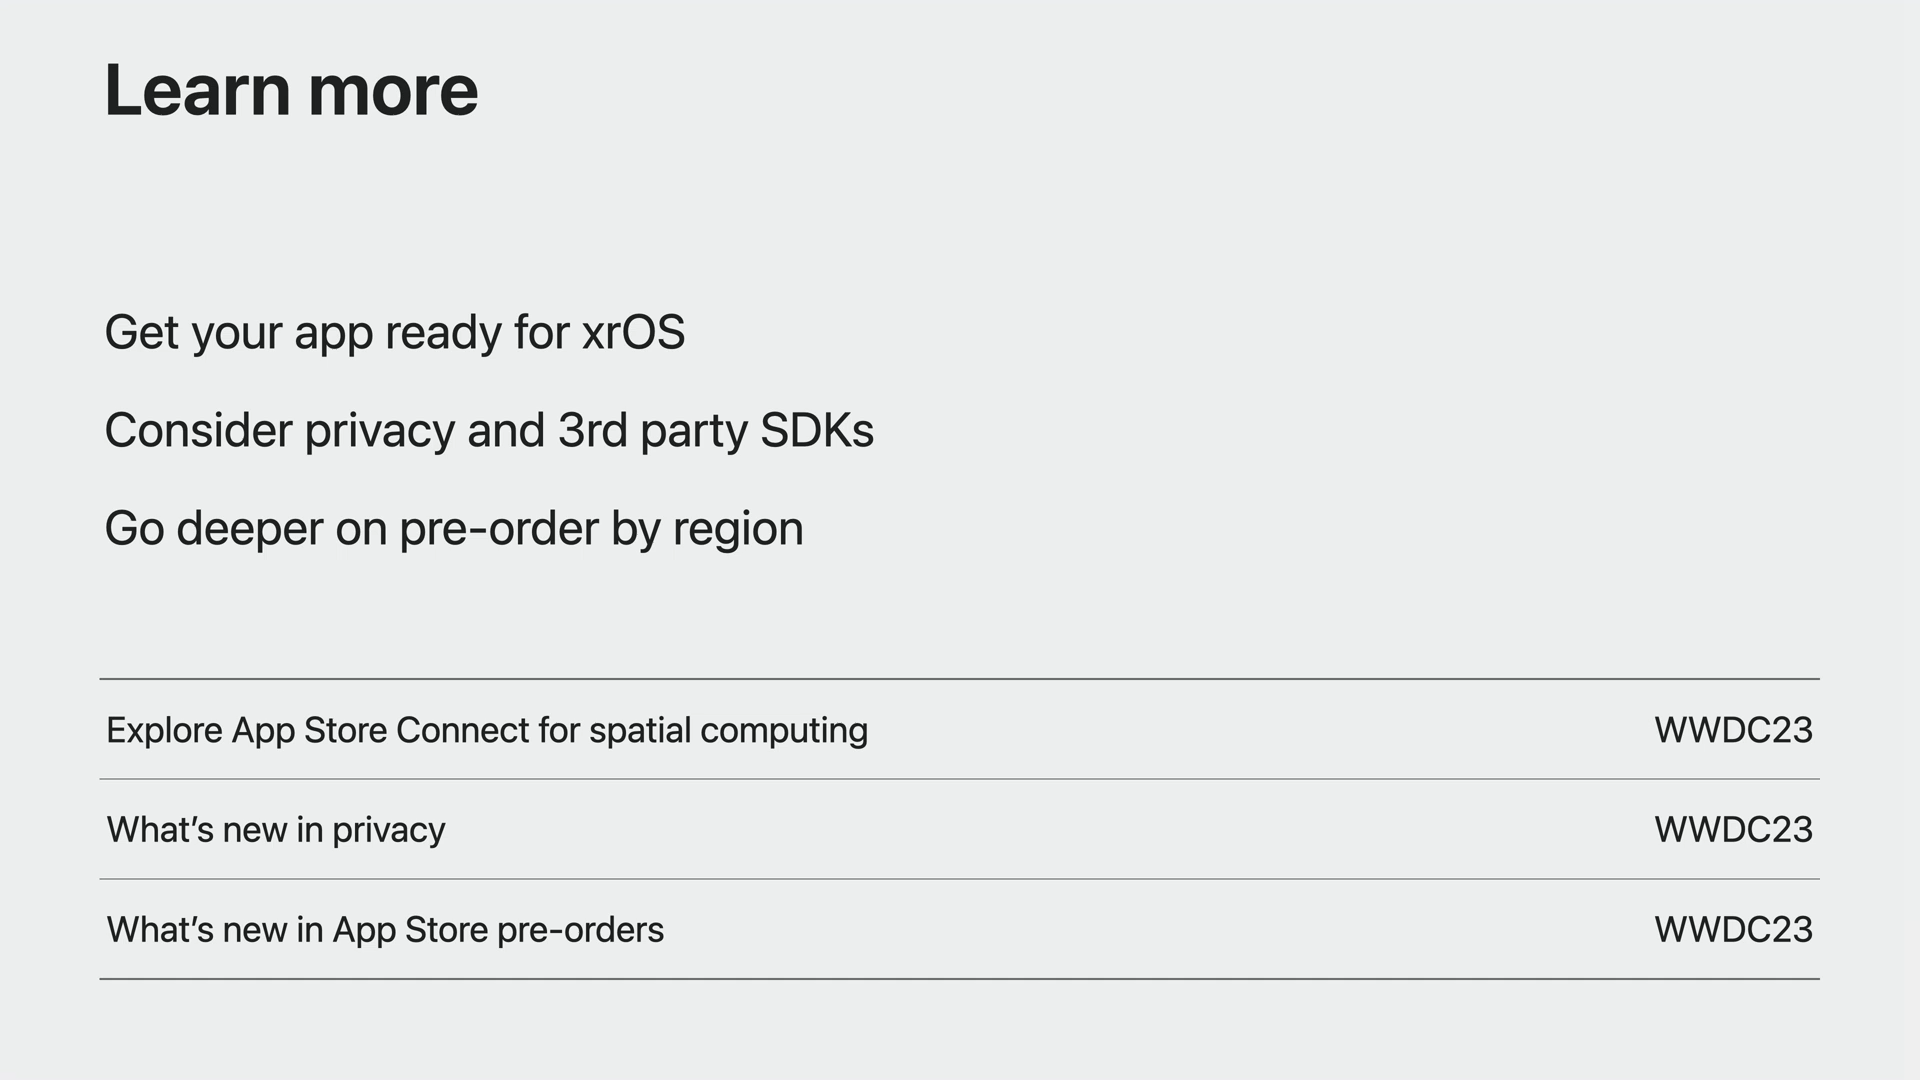 Learn more
Get your app ready for xrOS
Consider privacy and 3rd party SDKs
Go deeper on pre-order by region
Explore App Store Connect for spatial computing WWDC23
What’s new in privacy WWDC23
What’s new in App Store pre-orders WWDC23